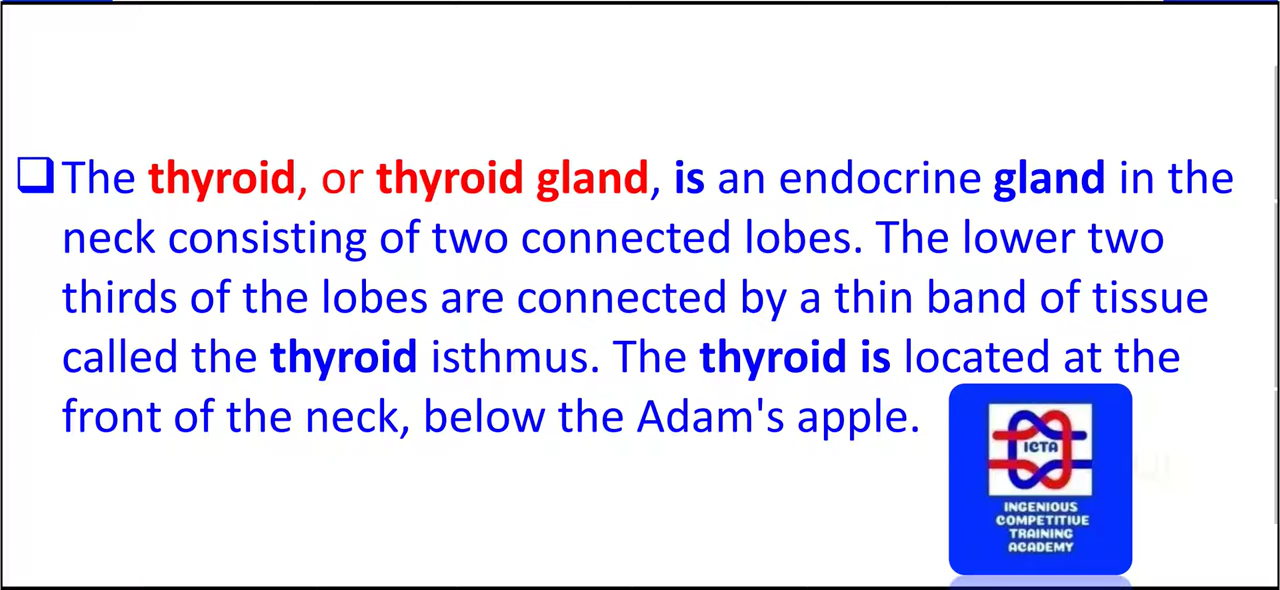 The thyroid, or thyroid gland, is an endocrine gland in the
neck consisting of two connected lobes. The lower two
thirds of the lobes are connected by a thin band of tissue
called the thyroid isthmus. The thyroid is located at the
front of the neck, below the Adam's apple.
ICTA
INGENIOUS
COMPETITIVE
TRAINING
ACADEMY